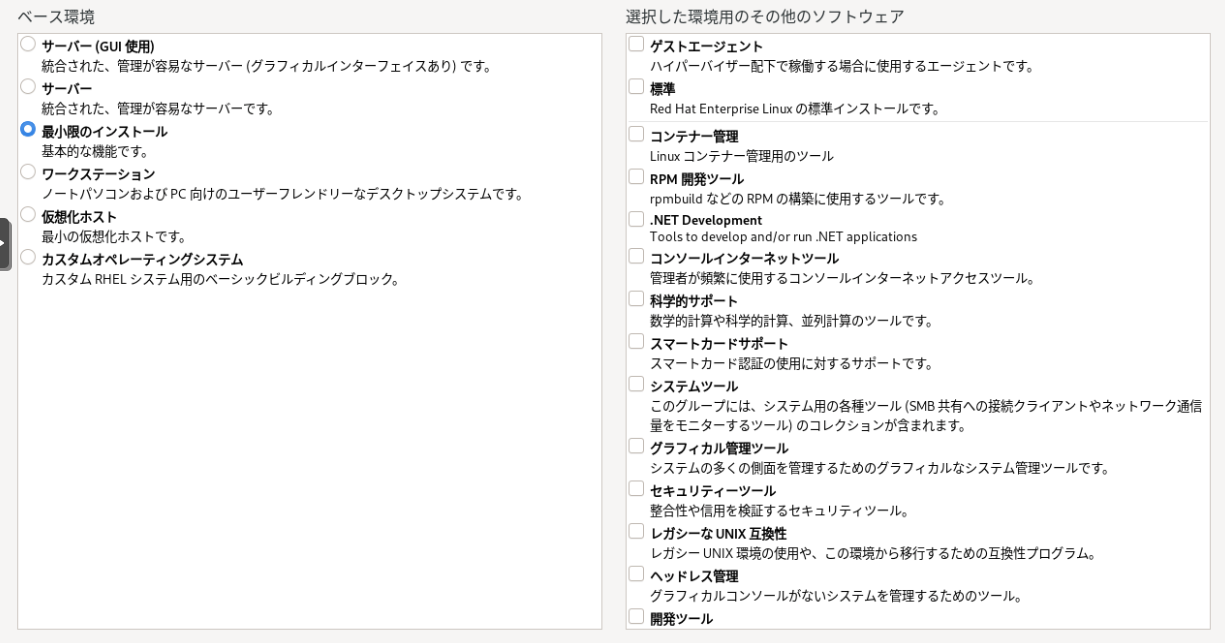 ベース環境
サーバー (GUI 使用)
統合された、管理が容易なサーバー (グラフィカルインターフェイスあり) です。
サーバー
統合された、管理が容易なサーバーです。
最小限のインストール
基本的な機能です。
ワークステーション
ノートパソコンおよび PC 向けのユーザーフレンドリーなデスクトップシステムです。
仮想化ホスト
最小の仮想化ホストです。
カスタムオペレーティングシステム
カスタム RHEL システム用のベーシックビルディングブロック。
選択した環境用のその他のソフトウェア
ゲストエージェント
ハイパーバイザー配下で稼働する場合に使用するエージェントです。
標準
Red Hat Enterprise Linux の標準インストールです。
コンテナー管理
Linux コンテナー管理用のツール
RPM 開発ツール
rpmbuild などの RPM の構築に使用するツールです。
.NET Development
Tools to develop and/or run .NET applications
コンソールインターネットツール
管理者が頻繁に使用するコンソールインターネットアクセスツール。
科学的サポート
数学的計算や科学的計算、並列計算のツールです。
スマートカードサポート
スマートカード認証の使用に対するサポートです。
システムツール
このグループには、システム用の各種ツール (SMB 共有への接続クライアントやネットワーク通信
量をモニターするツール) のコレクションが含まれます。
グラフィカル管理ツール
システムの多くの側面を管理するためのグラフィカルなシステム管理ツールです。
セキュリティーツール
整合性や信用を検証するセキュリティツール。
レガシーな UNIX 互換性
レガシー UNIX 環境の使用や、この環境から移行するための互換性プログラム。
ヘッドレス管理
グラフィカルコンソールがないシステムを管理するためのツール。
開発ツール